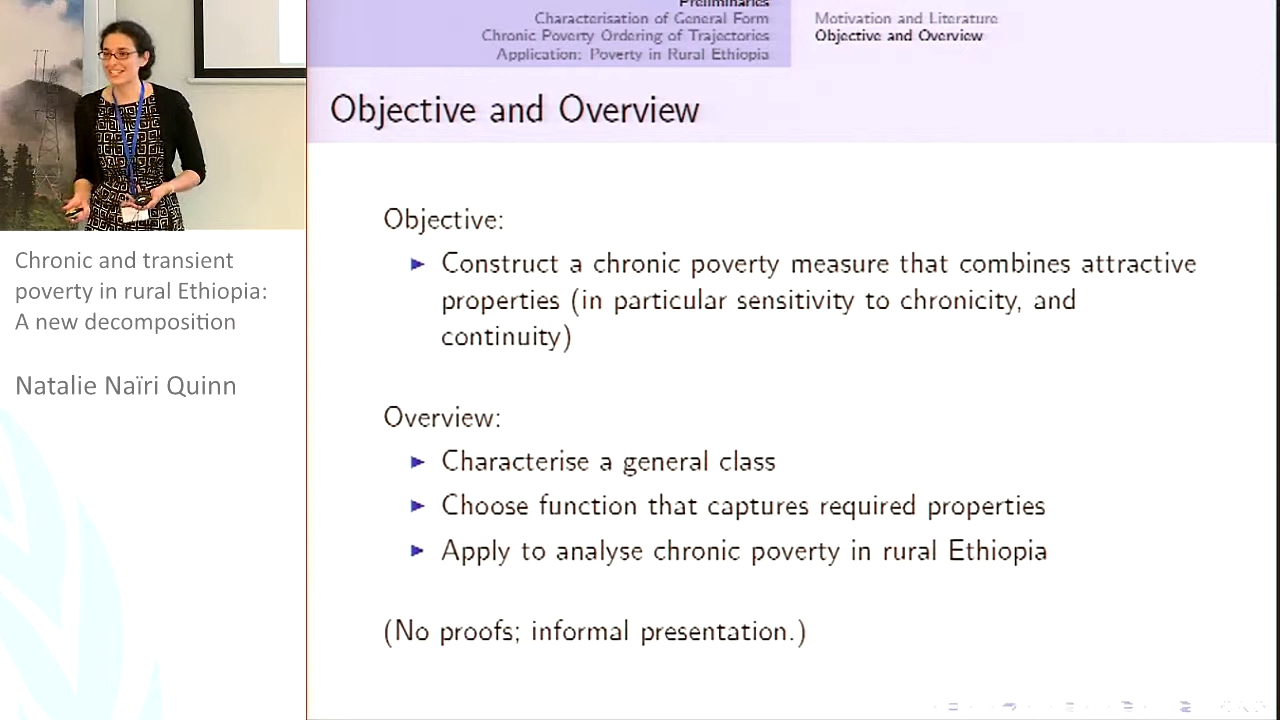 Preliminaries
Characterisation of General Form
Chronic Poverty Ordering of Trajectories
Application: Poverty in Rural Ethiopia
Motivation and Literature
Objective and Overview
Objective and Overview
Objective:
Construct a chronic poverty measure that combines attractive
properties (in particular sensitivity to chronicity, and
continuity)
Overview:
Characterise a general class
Choose function that captures required properties
Apply to analyse chronic poverty in rural Ethiopia
(No proofs; informal presentation.)
Chronic and transient
poverty in rural Ethiopia:
A new decomposition
Natalie Naïri Quinn